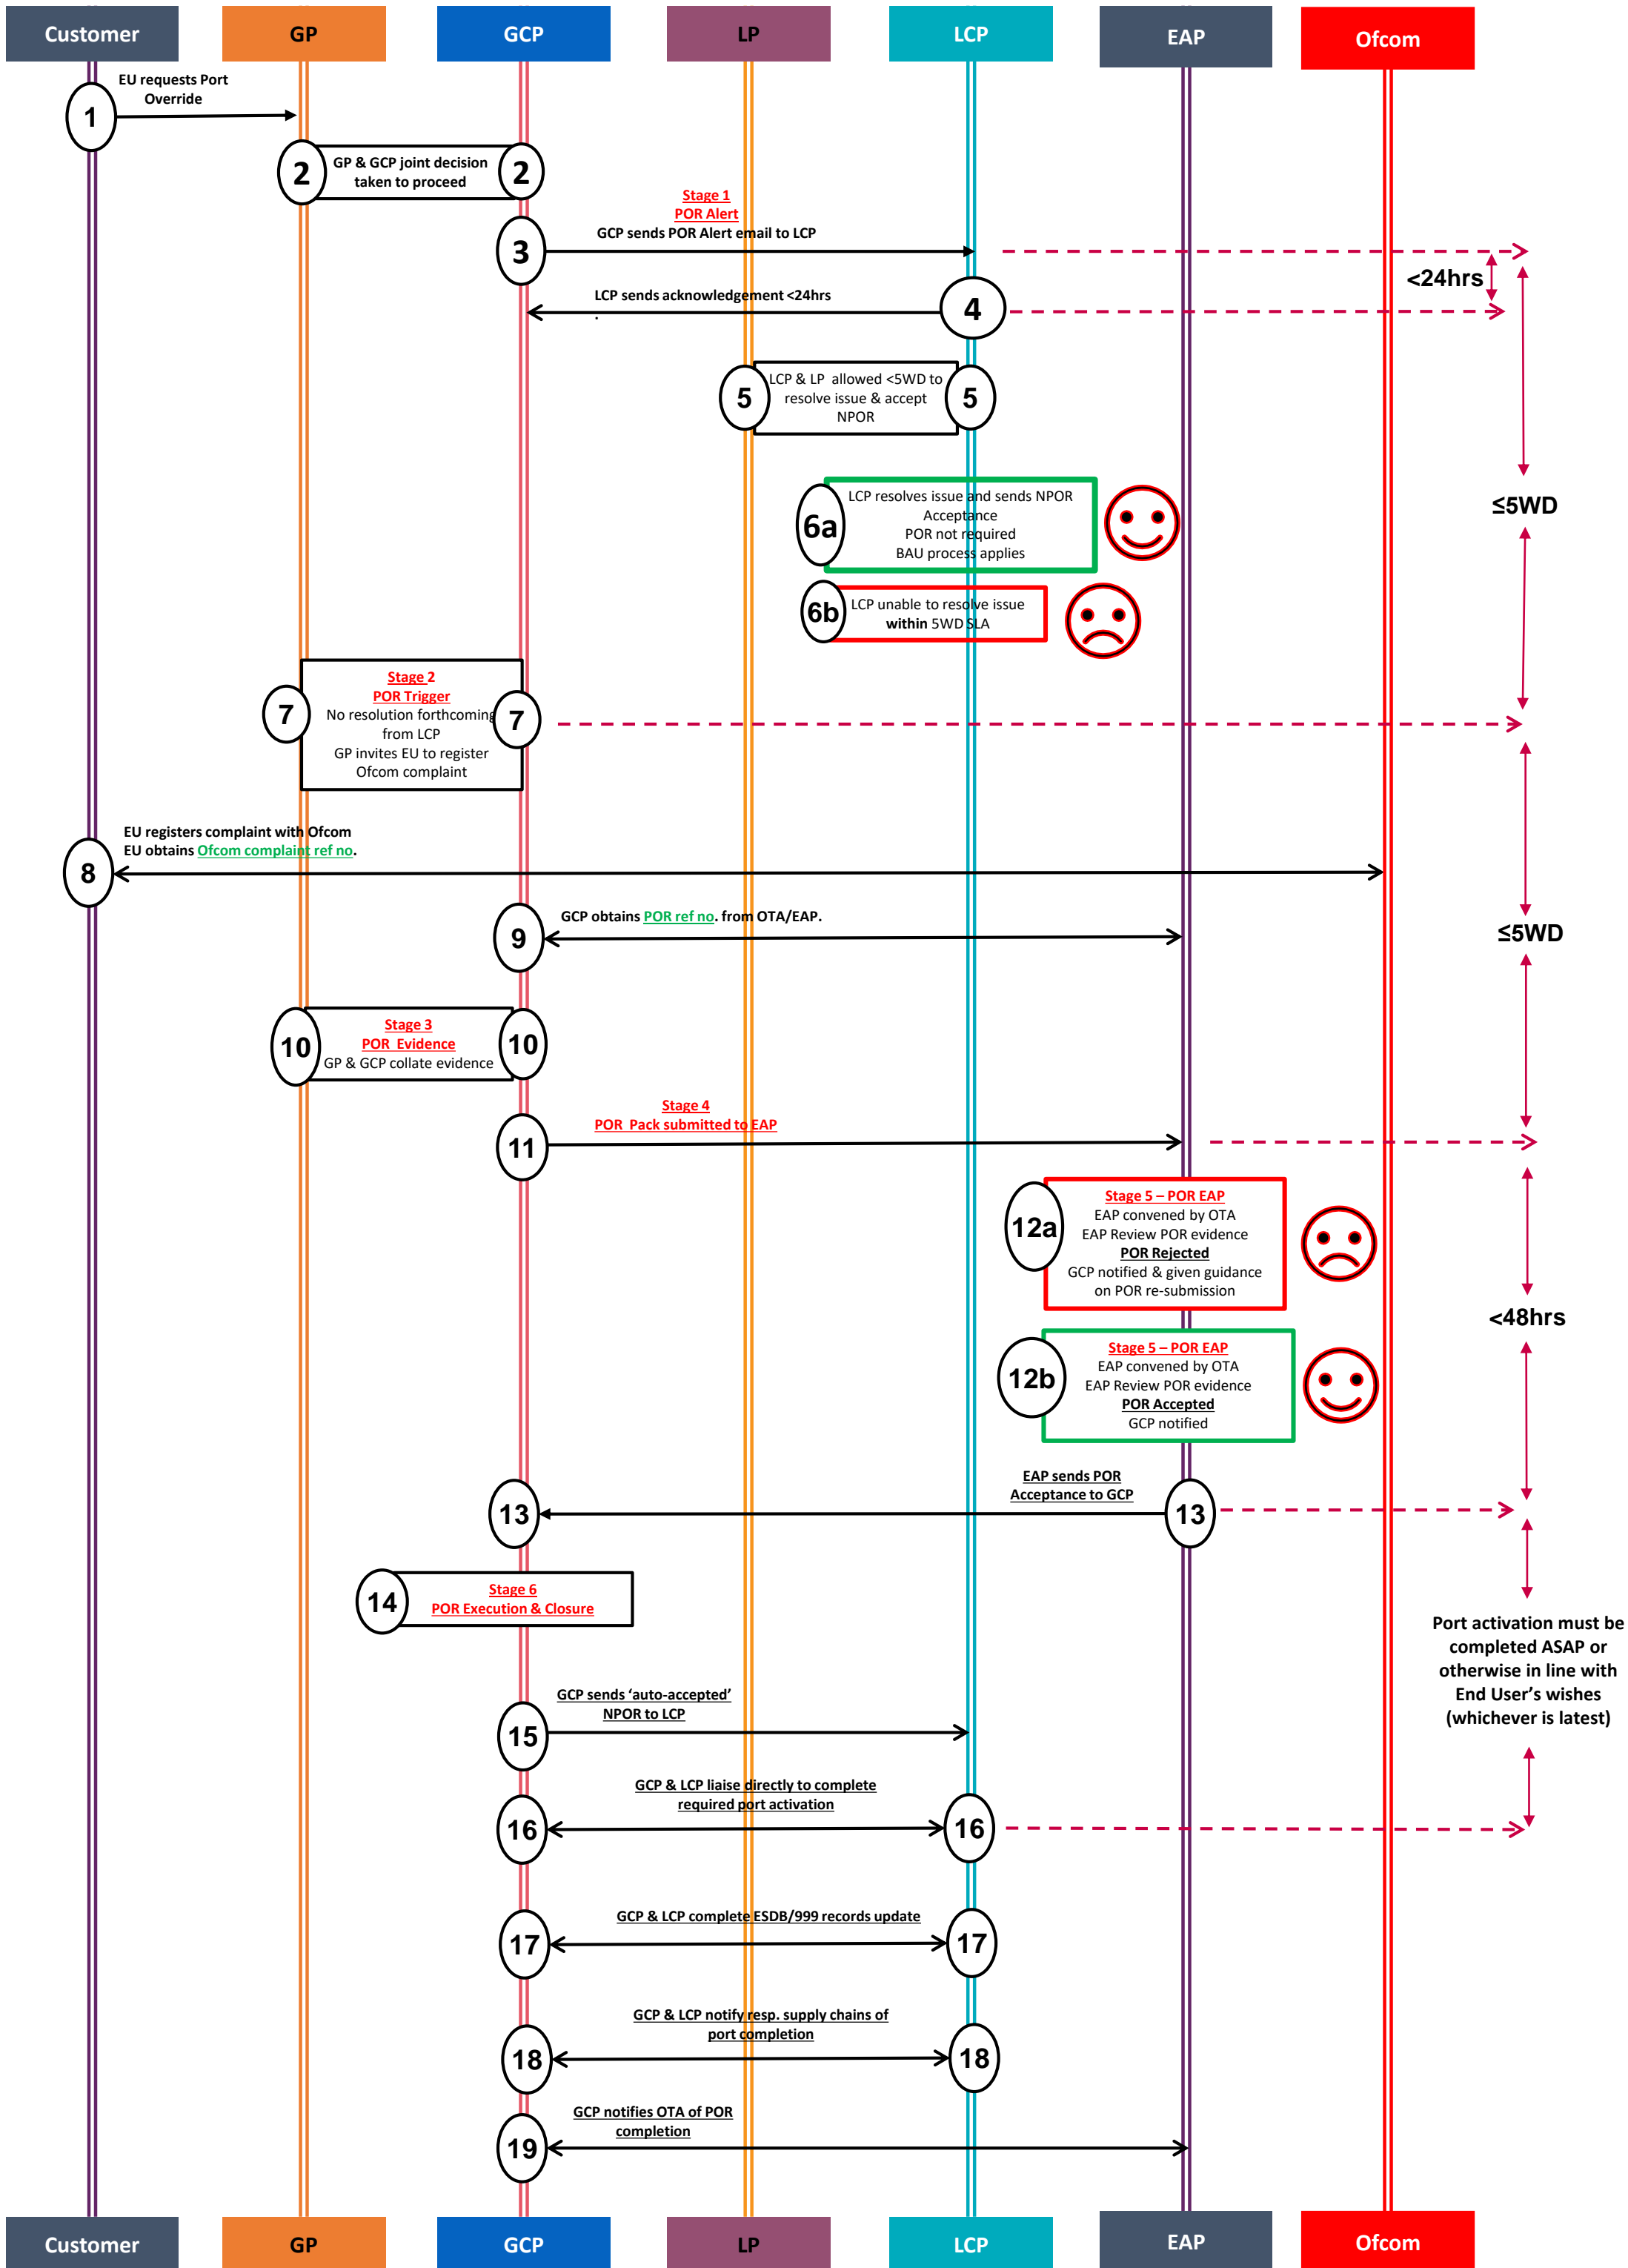 Customer
GP
GCP
LP
LCP
EAP
Ofcom
EU requests Port
Override
1
2
GP & GCP joint decision
taken to proceed
2
Stage 1
POR Alert
GCP sends POR Alert email to LCP
3
<24hrs
LCP sends acknowledgement <24hrs
.
4
5
LCP & LP allowed <5WD to
resolve issue & accept
NPOR
5
6a
LCP resolves issue and sends NPOR
Acceptance
POR not required
BAU process applies
≤5WD
6b
LCP unable to resolve issue
within 5WD SLA
7
Stage 2
POR Trigger
No resolution forthcoming
from LCP
GP invites EU to register
Ofcom complaint
7
EU registers complaint with Ofcom
EU obtains Ofcom complaint ref no.
8
GCP obtains POR ref no. from OTA/EAP.
9
≤5WD
10
Stage 3
POR Evidence
GP & GCP collate evidence
10
Stage 4
POR Pack submitted to EAP
11
12a
Stage 5 – POR EAP
EAP convened by OTA
EAP Review POR evidence
POR Rejected
GCP notified & given guidance
on POR re-submission
<48hrs
12b
Stage 5 – POR EAP
EAP convened by OTA
EAP Review POR evidence
POR Accepted
GCP notified
EAP sends POR
Acceptance to GCP
13
13
14
Stage 6
POR Execution & Closure
Port activation must be
completed ASAP or
otherwise in line with
End User's wishes
(whichever is latest)
GCP sends ‘auto-accepted’
NPOR to LCP
15
GCP & LCP liaise directly to complete
required port activation
16
16
GCP & LCP complete ESDB/999 records update
17
17
GCP & LCP notify resp. supply chains of
port completion
18
18
GCP notifies OTA of POR
completion
19
Customer
GP
GCP
LP
LCP
EAP
Ofcom